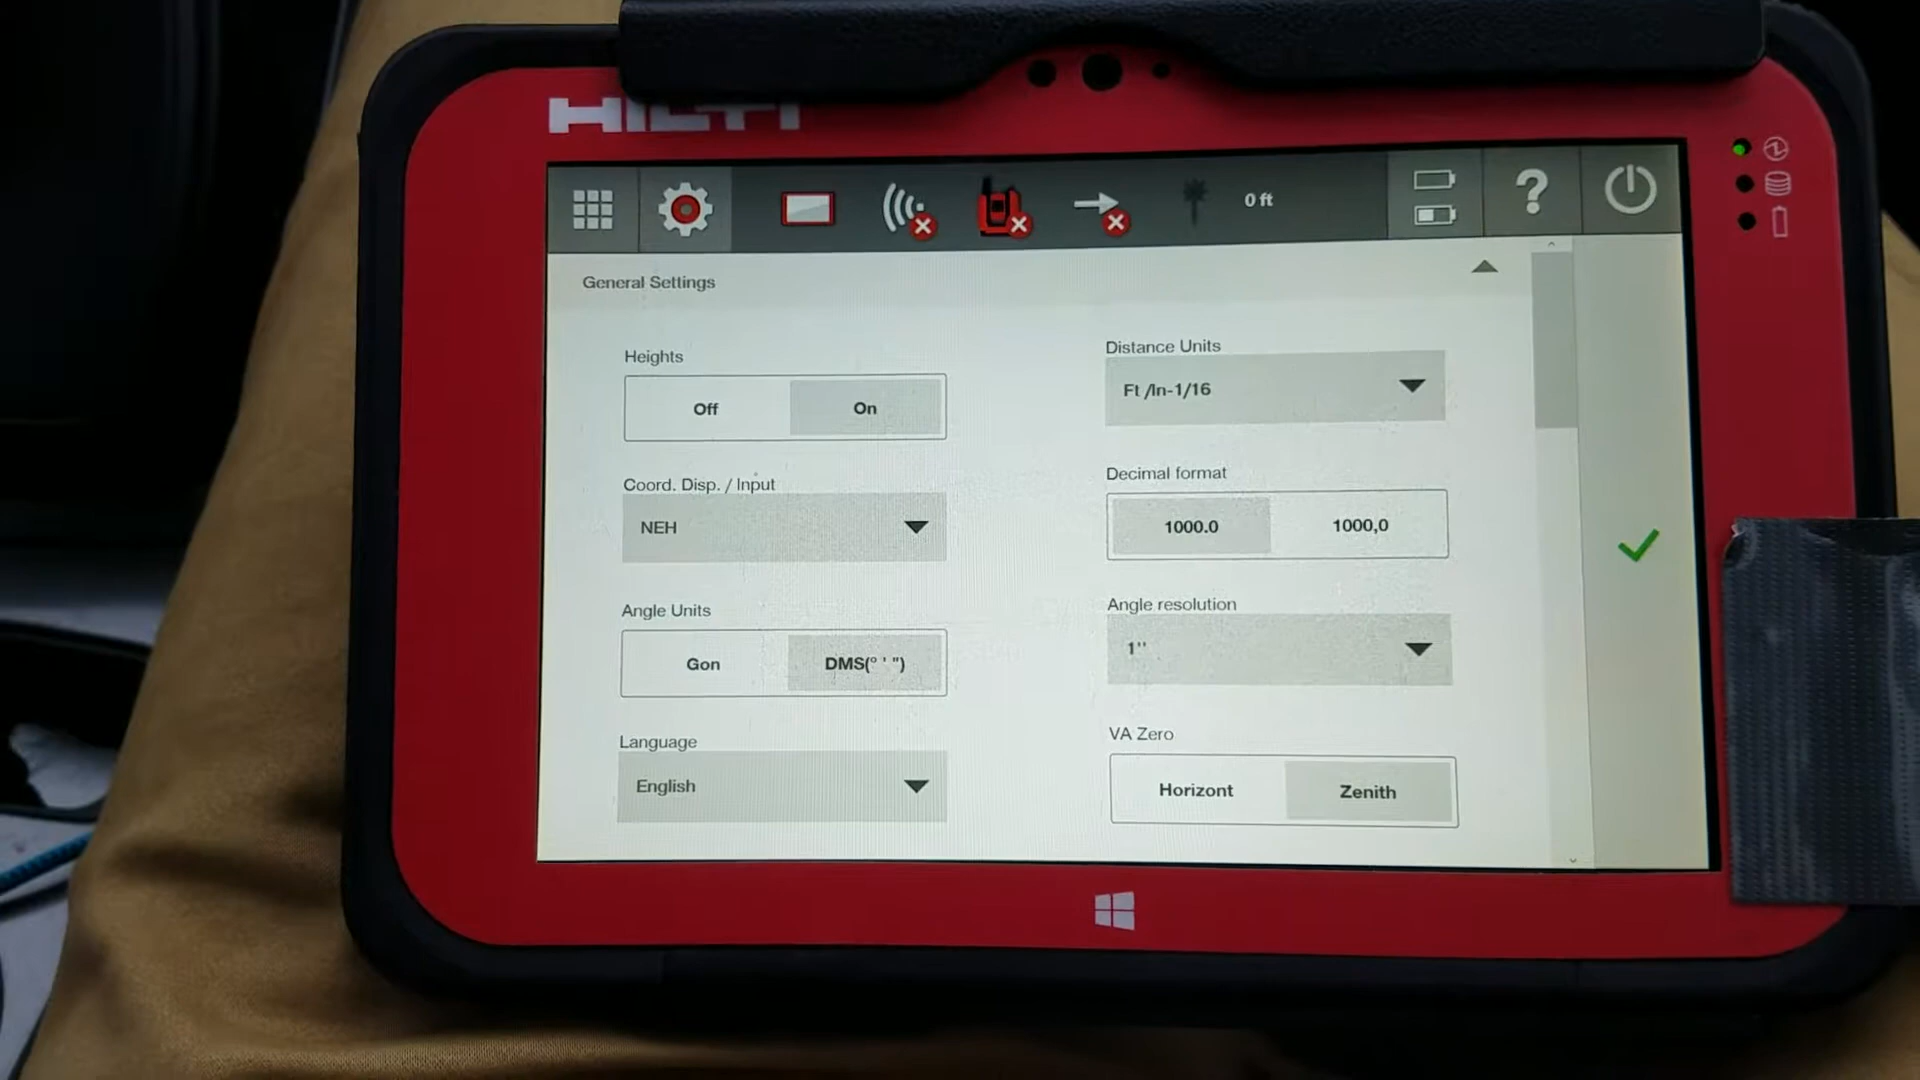 HILTI
0 ft
?
General Settings
Heights
Off On
Distance Units
Ft /In-1/16
Coord. Disp. / Input
NEH
Decimal format
1000.0 1000,0
Angle Units
Gon DMS(° ' ")
Angle resolution
1''
Language
English
VA Zero
Horizont Zenith